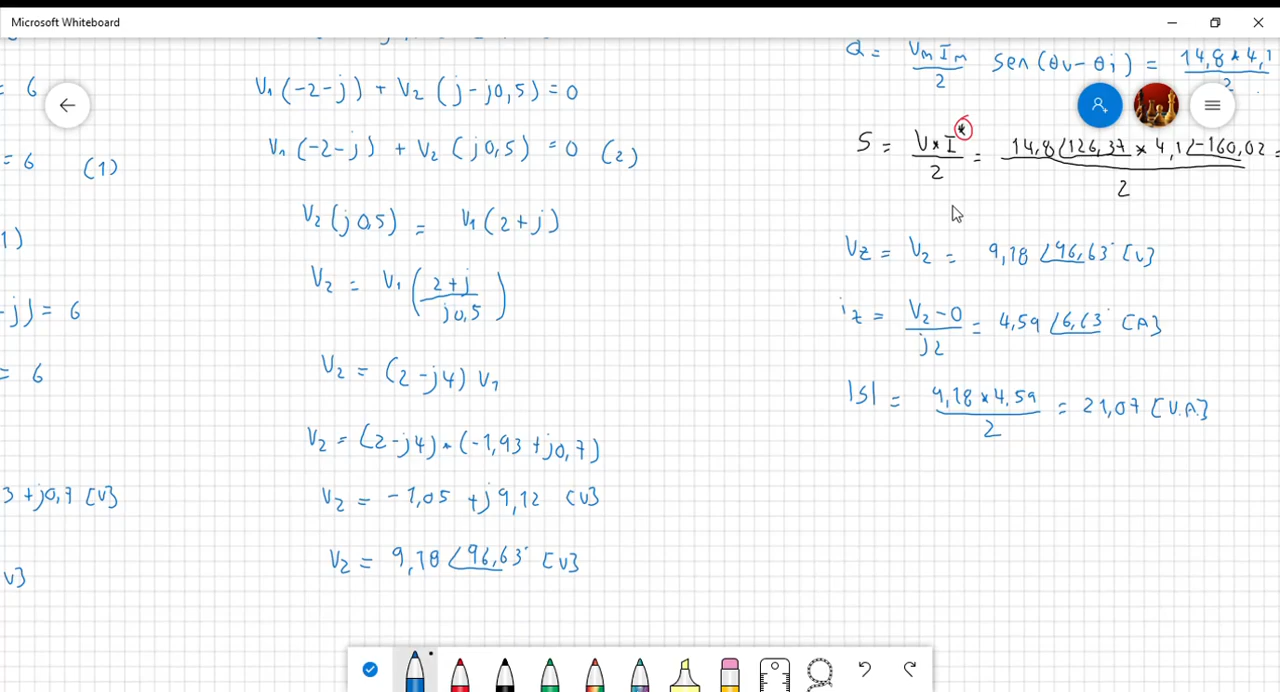 Microsoft Whiteboard
= 6
= 6 (1)
1)
-j) = 6
= 6
3 + j0,7 [V]
V]
V₁ (-2-j) + V₂ (j-j0,5) = 0
V₁ (-2-j) + V₂ (j0,5) = 0 (2)
V₂ (j0,5) = V₁ (2+j)
V₂ = V₁ ( 2+j / j0,5 )
V₂ = (2-j4) V₁
V₂ = (2-j4) * (-1,93 + j0,7)
V₂ = -1,05 + j9,12 [V]
V₂ = 9,18 ∠96,63° [V]
Q = VmIm / 2 Sen (θv-θi) = 14,8 * 4,1 / 2
S = V*I* / 2 = 14,8∠126,37 * 4,1∠-160,02 / 2 =
Vz = V₂ = 9,18 ∠96,63° [V]
iz = V₂-0 / j2 = 4,59 ∠6,63° [A]
|S| = 9,18 * 4,59 / 2 = 21,07 [V.A.]